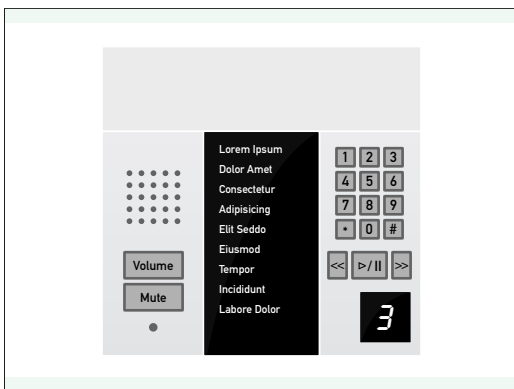 Lorem Ipsum
Dolor Amet
Consectetur
Adipisicing
Elit Seddo
Eiusmod
Tempor
Incididunt
Labore Dolor
Volume
Mute
1 2 3
4 5 6
7 8 9
• 0 #
<< ▷/|| >>
3